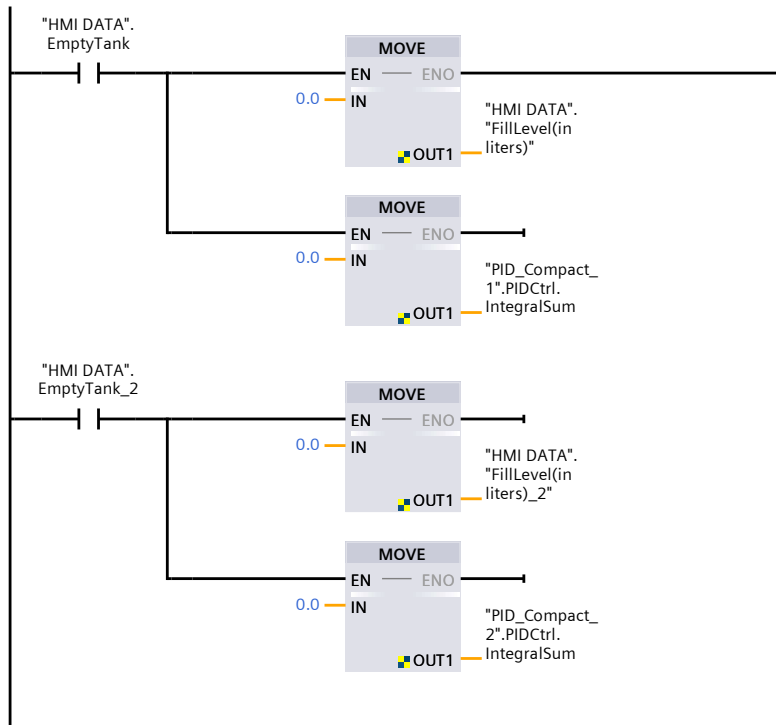 "HMI DATA".
EmptyTank
MOVE
EN ENO
0.0 IN
"HMI DATA".
"FillLevel(in
liters)"
OUT1
MOVE
EN ENO
0.0 IN
"PID_Compact_
1".PIDCtrl.
IntegralSum
OUT1
"HMI DATA".
EmptyTank_2
MOVE
EN ENO
0.0 IN
"HMI DATA".
"FillLevel(in
liters)_2"
OUT1
MOVE
EN ENO
0.0 IN
"PID_Compact_
2".PIDCtrl.
IntegralSum
OUT1